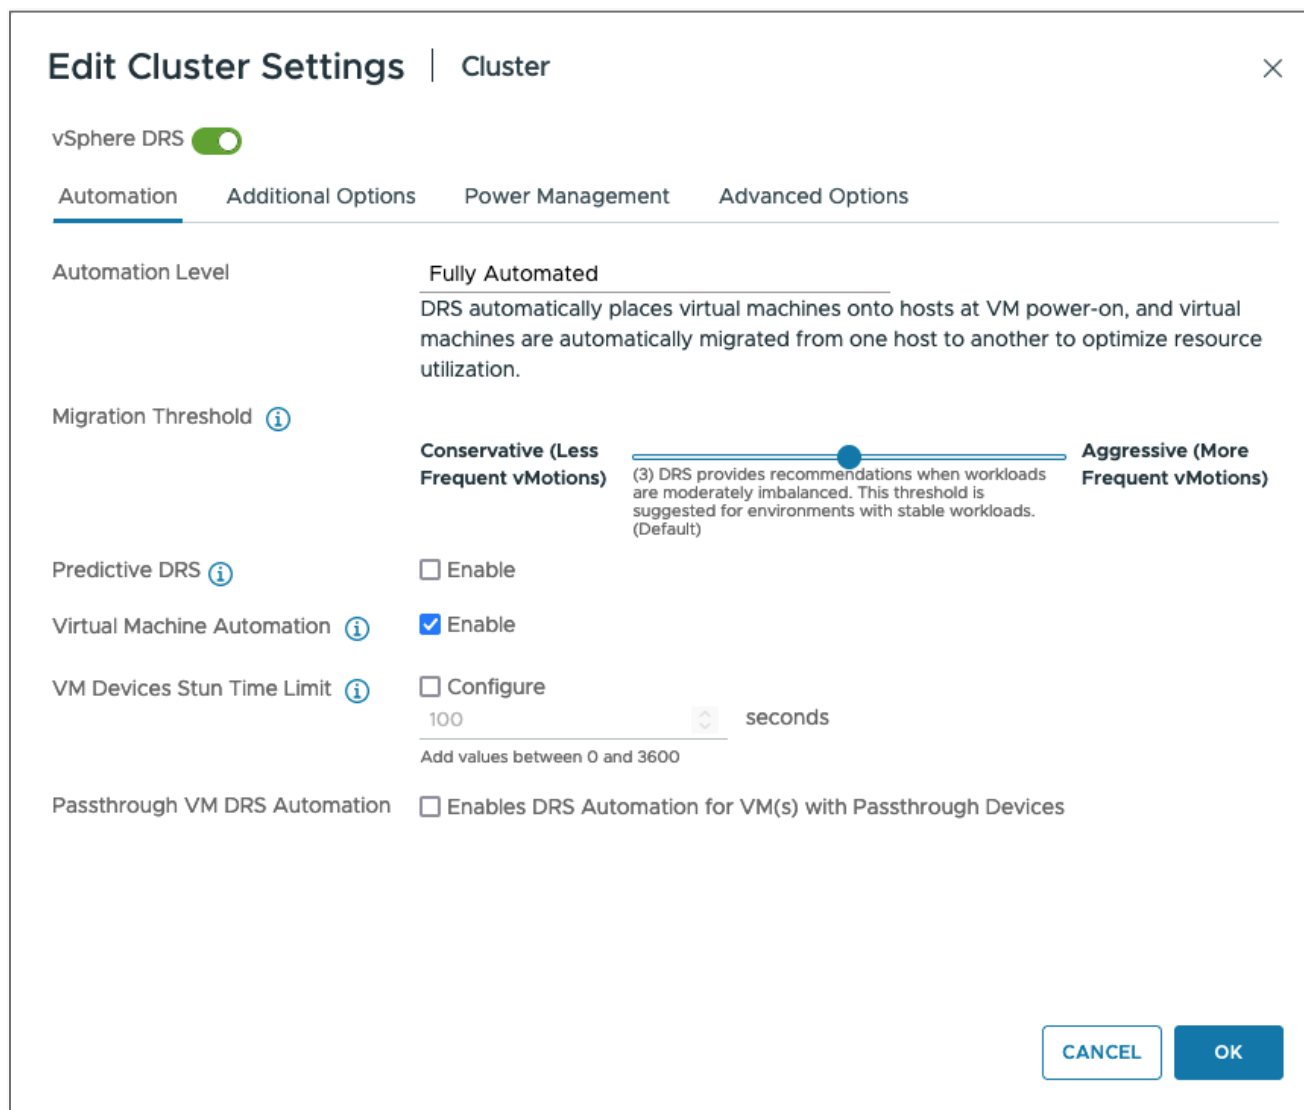 Edit Cluster Settings | Cluster
vSphere DRS
Automation Additional Options Power Management Advanced Options
Automation Level
Fully Automated
DRS automatically places virtual machines onto hosts at VM power-on, and virtual
machines are automatically migrated from one host to another to optimize resource
utilization.
Migration Threshold
Conservative (Less
Frequent vMotions)
(3) DRS provides recommendations when workloads
are moderately imbalanced. This threshold is
suggested for environments with stable workloads.
(Default)
Aggressive (More
Frequent vMotions)
Predictive DRS
Enable
Virtual Machine Automation
Enable
VM Devices Stun Time Limit
Configure
100
seconds
Add values between 0 and 3600
Passthrough VM DRS Automation
Enables DRS Automation for VM(s) with Passthrough Devices
CANCEL
OK